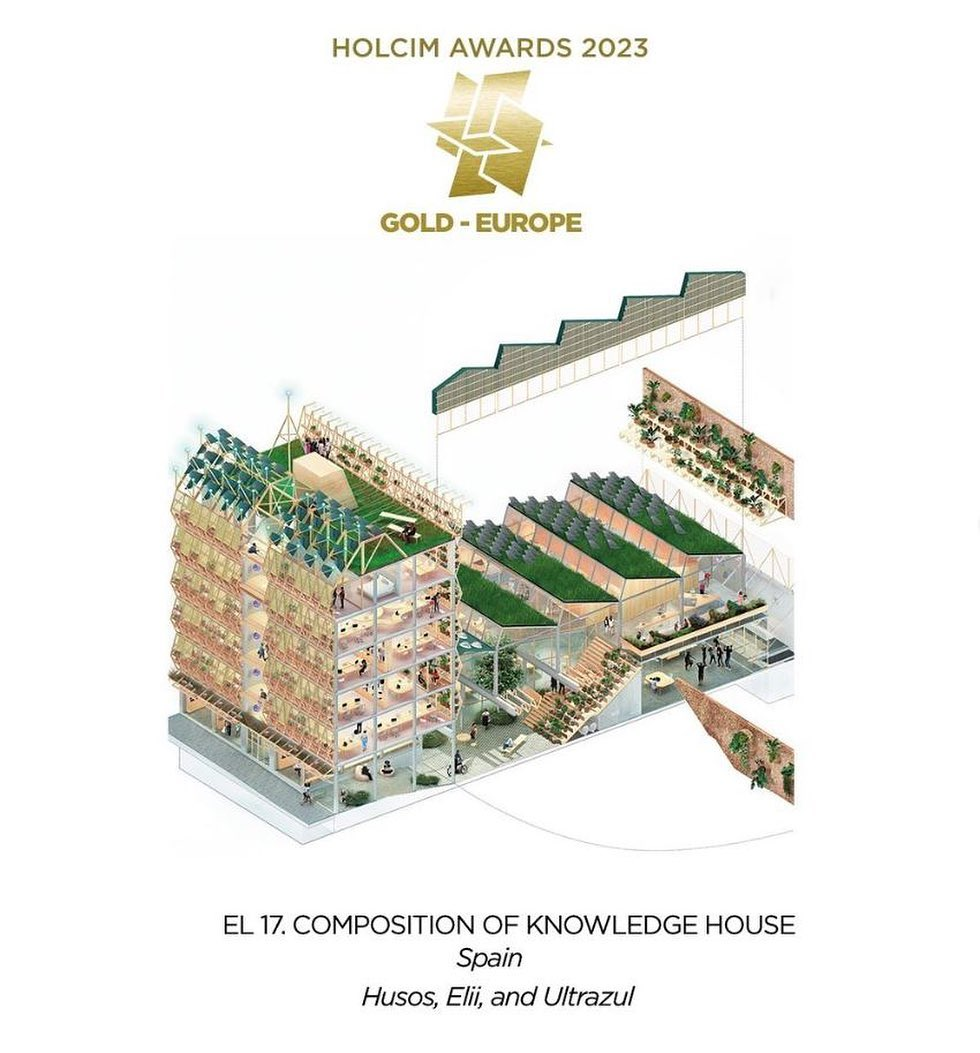 HOLCIM AWARDS 2023
GOLD - EUROPE
EL 17. COMPOSITION OF KNOWLEDGE HOUSE
Spain
Husos, Elii, and Ultrazul